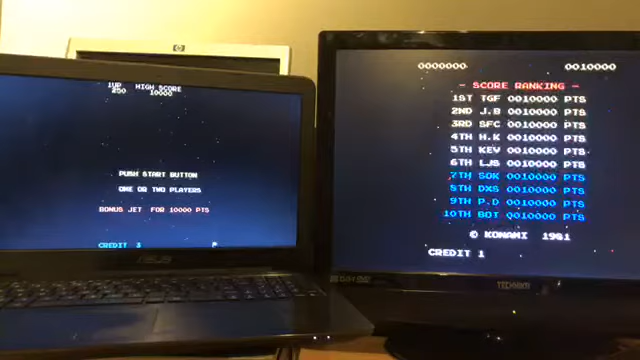 hp
1UP HIGH SCORE
250 10000
PUSH START BUTTON
ONE OR TWO PLAYERS
BONUS JET FOR 10000 PTS
CREDIT 3 P
ASUS
0000000 0010000
- SCORE RANKING -
1ST TGF 0010000 PTS
2ND J.B 0010000 PTS
3RD SFC 0010000 PTS
4TH H.K 0010000 PTS
5TH KEV 0010000 PTS
6TH LJS 0010000 PTS
7TH SOK 0010000 PTS
8TH DXS 0010000 PTS
9TH P.D 0010000 PTS
10TH BOT 0010000 PTS
© KONAMI 1981
CREDIT 1
TECHNIKA